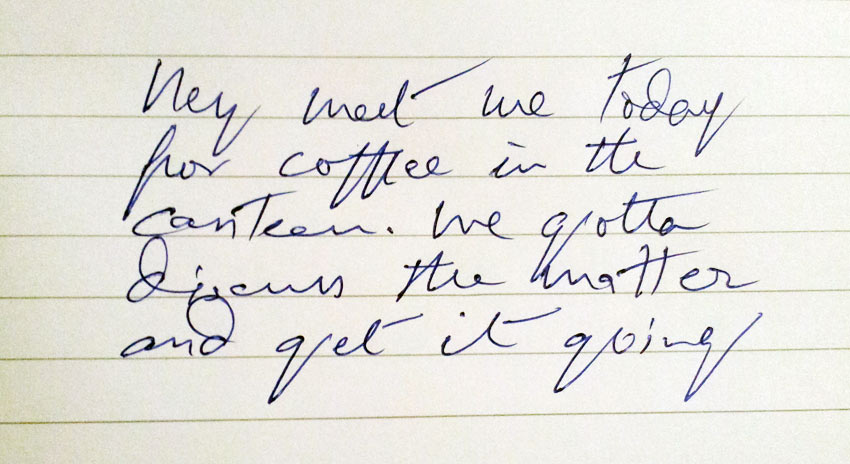 Hey meet me today
for coffee in the
canteen. We gotta
discuss the matter
and get it going